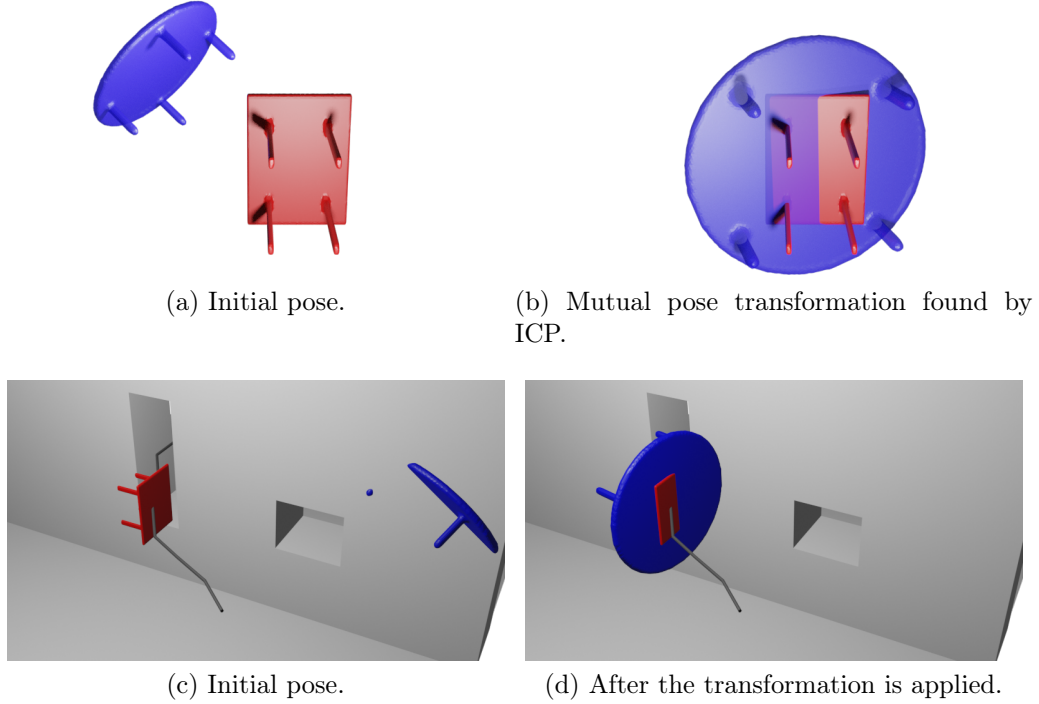 (a) Initial pose.
(b) Mutual pose transformation found by
ICP.
(c) Initial pose.
(d) After the transformation is applied.